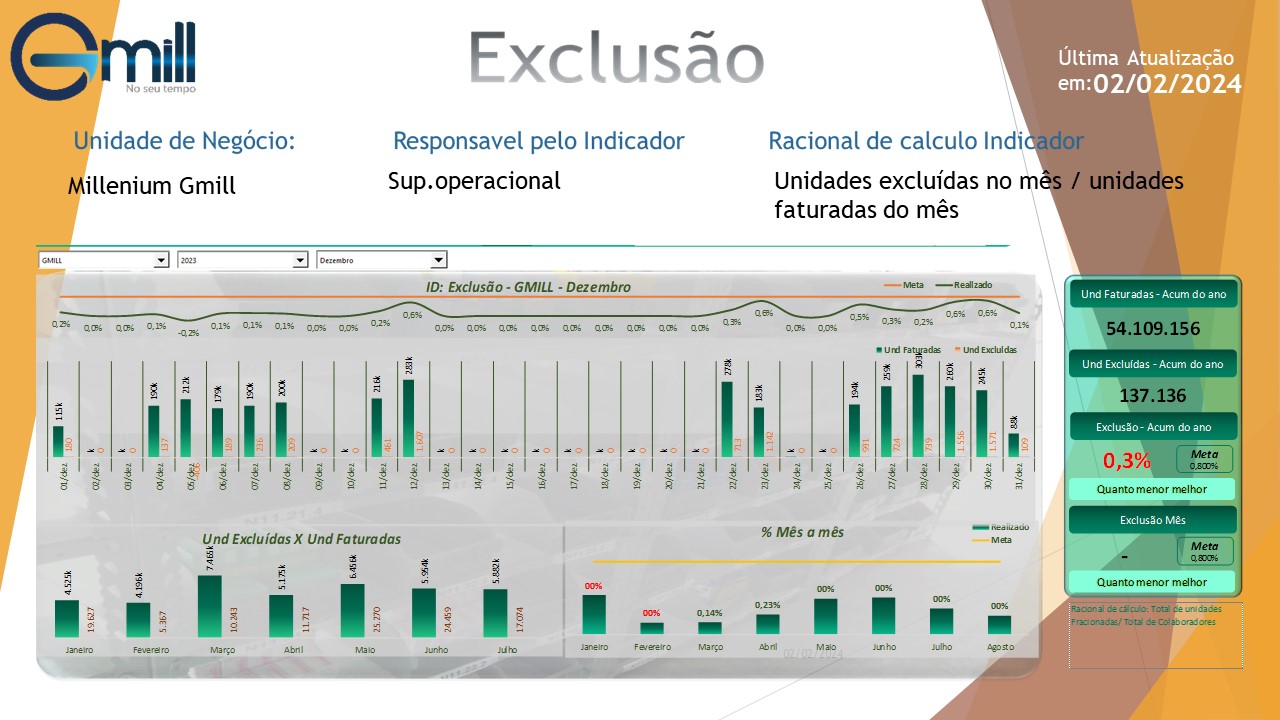 Gmill
No seu tempo
Exclusão
Última Atualização
em:02/02/2024
Unidade de Negócio:
Responsavel pelo Indicador
Racional de calculo Indicador
Millenium Gmill
Sup.operacional
Unidades excluídas no mês / unidades
faturadas do mês
GMILL
2023
Dezembro
ID: Exclusão - GMILL - Dezembro
Meta
Realizado
0,2% 0,0% 0,0% 0,1% -0,2% 0,1% 0,1% 0,1% 0,0% 0,0% 0,2% 0,6% 0,0% 0,0% 0,0% 0,0% 0,0% 0,0% 0,0% 0,0% 0,0% 0,3% 0,6% 0,0% 0,0% 0,5% 0,3% 0,2% 0,6% 0,6% 0,1%
Und Faturadas
Und Excluídas
115k k k 190k 212k 179k 190k 200k k k 216k 283k k k k k k k k k k 278k 183k k k 194k 259k 303k 260k 245k 88k
180 0 0 137 189 236 209 0 0 461 1.607 0 0 0 0 0 0 0 0 0 713 1.142 0 0 931 724 739 1.556 1.571 109
01/dez 02/dez 03/dez 04/dez 05/dez 06/dez 07/dez 08/dez 09/dez 10/dez 11/dez 12/dez 13/dez 14/dez 15/dez 16/dez 17/dez 18/dez 19/dez 20/dez 21/dez 22/dez 23/dez 24/dez 25/dez 26/dez 27/dez 28/dez 29/dez 30/dez 31/dez
Und Excluídas X Und Faturadas
4.525k 4.196k 7.465k 5.175k 6.456k 5.954k 5.882k
19.627 5.367 10.243 11.717 25.270 24.459 17.074
Janeiro Fevereiro Março Abril Maio Junho Julho
% Mês a mês
Realizado
Meta
00% 00% 0,14% 0,23% 00% 00% 00% 00%
Janeiro Fevereiro Março Abril Maio Junho Julho Agosto
02/02/2024
Und Faturadas - Acum do ano
54.109.156
Und Excluídas - Acum do ano
137.136
Exclusão - Acum do ano
0,3%
Meta
0,800%
Quanto menor melhor
Exclusão Mês
-
Meta
0,800%
Quanto menor melhor
Racional de cálculo: Total de unidades
Fracionadas/ Total de Colaboradores